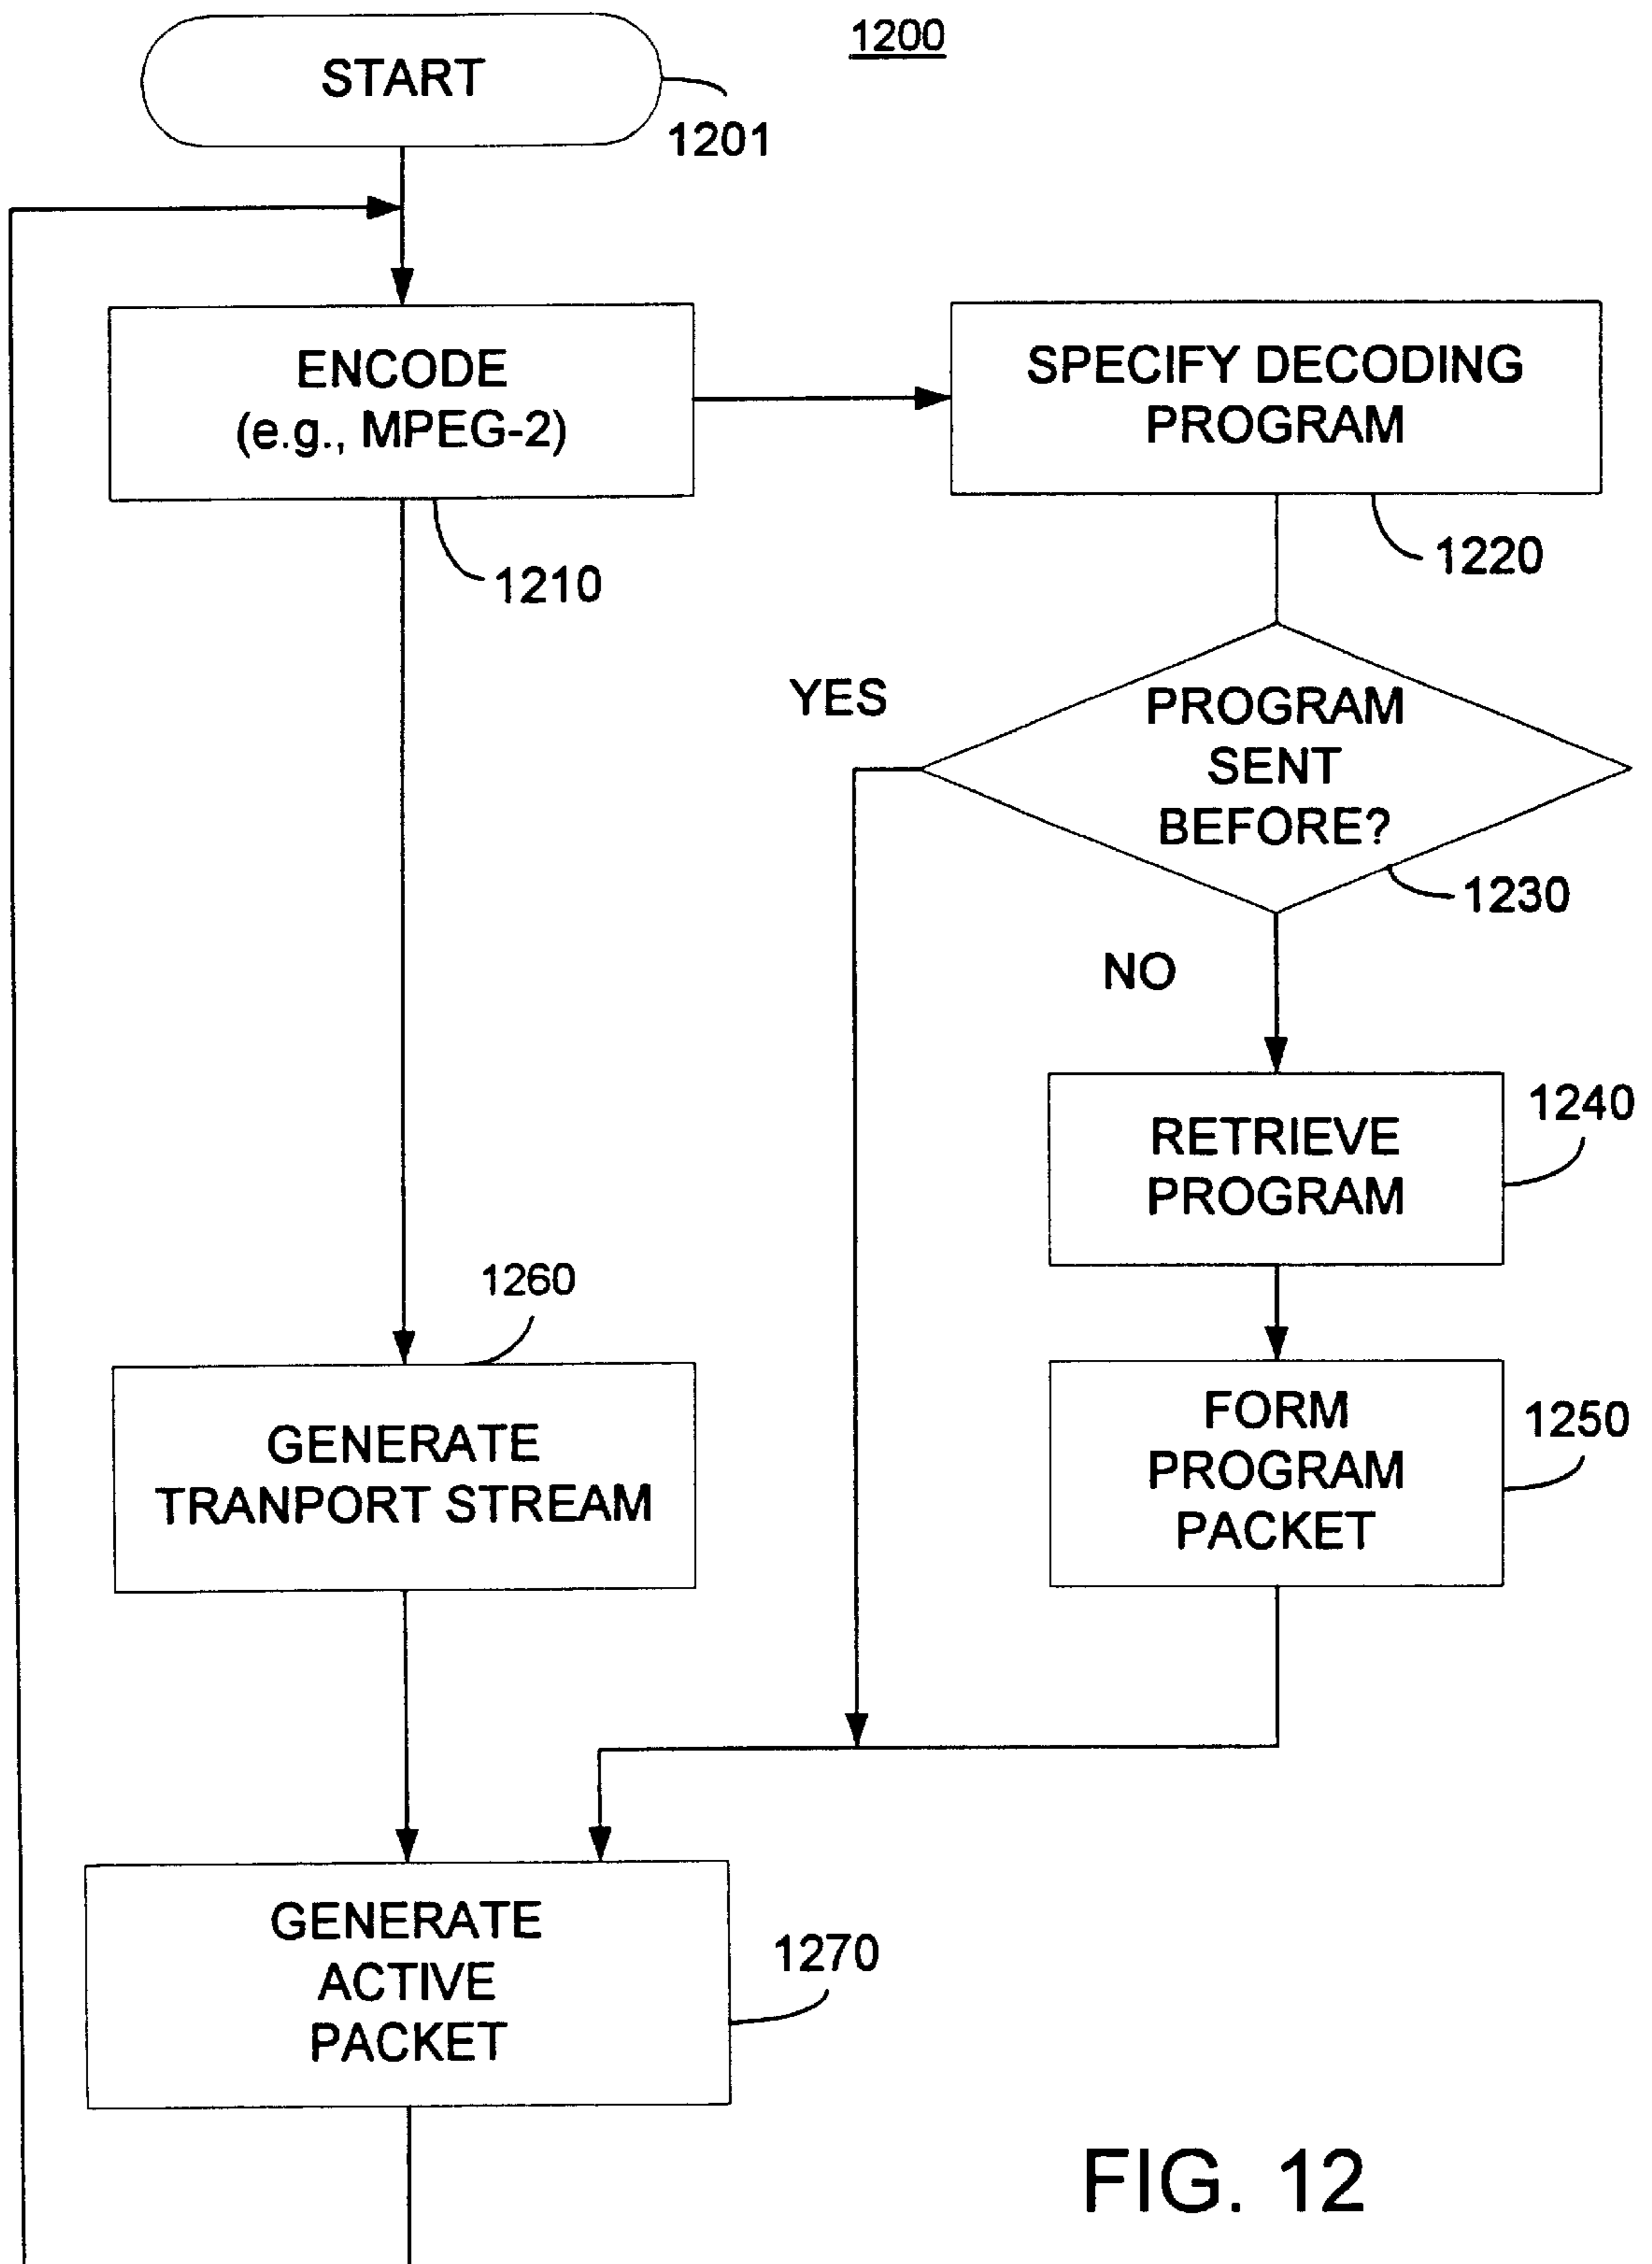 1200
START
1201
ENCODE
(e.g., MPEG-2)
1210
SPECIFY DECODING
PROGRAM
1220
YES
PROGRAM
SENT
BEFORE?
1230
NO
RETRIEVE
PROGRAM
1240
1260
GENERATE
TRANPORT STREAM
FORM
PROGRAM
PACKET
1250
GENERATE
ACTIVE
PACKET
1270
FIG. 12